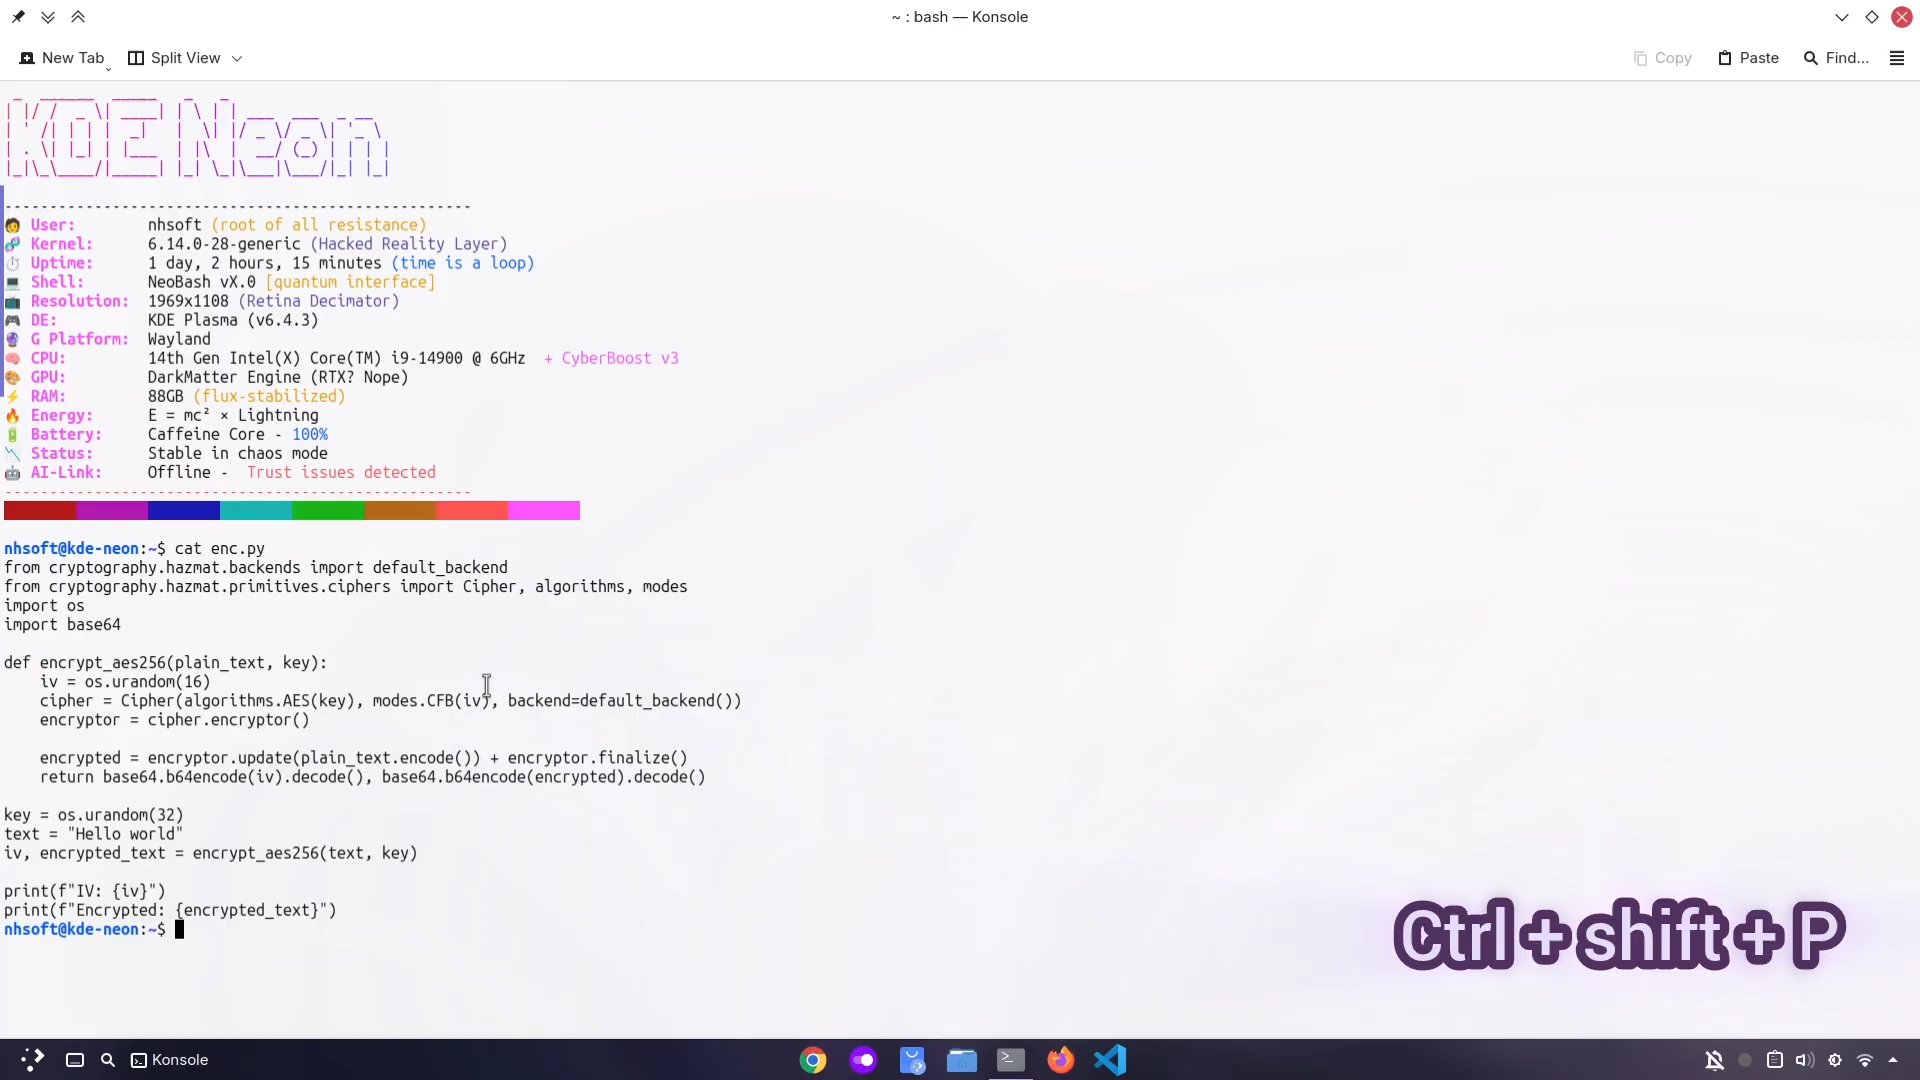 ~ : bash — Konsole
New Tab
Split View
Copy
Paste
Find...
KDE Neon
--------------------------------------------------
User: nhsoft (root of all resistance)
Kernel: 6.14.0-28-generic (Hacked Reality Layer)
Uptime: 1 day, 2 hours, 15 minutes (time is a loop)
Shell: NeoBash vX.0 [quantum interface]
Resolution: 1969x1108 (Retina Decimator)
DE: KDE Plasma (v6.4.3)
G Platform: Wayland
CPU: 14th Gen Intel(X) Core(TM) i9-14900 @ 6GHz + CyberBoost v3
GPU: DarkMatter Engine (RTX? Nope)
RAM: 88GB (flux-stabilized)
Energy: E = mc² × Lightning
Battery: Caffeine Core - 100%
Status: Stable in chaos mode
AI-Link: Offline - Trust issues detected
--------------------------------------------------
nhsoft@kde-neon:~$ cat enc.py
from cryptography.hazmat.backends import default_backend
from cryptography.hazmat.primitives.ciphers import Cipher, algorithms, modes
import os
import base64
def encrypt_aes256(plain_text, key):
    iv = os.urandom(16)
    cipher = Cipher(algorithms.AES(key), modes.CFB(iv), backend=default_backend())
    encryptor = cipher.encryptor()
    encrypted = encryptor.update(plain_text.encode()) + encryptor.finalize()
    return base64.b64encode(iv).decode(), base64.b64encode(encrypted).decode()
key = os.urandom(32)
text = "Hello world"
iv, encrypted_text = encrypt_aes256(text, key)
print(f"IV: {iv}")
print(f"Encrypted: {encrypted_text}")
nhsoft@kde-neon:~$
Ctrl + shift + P
Konsole